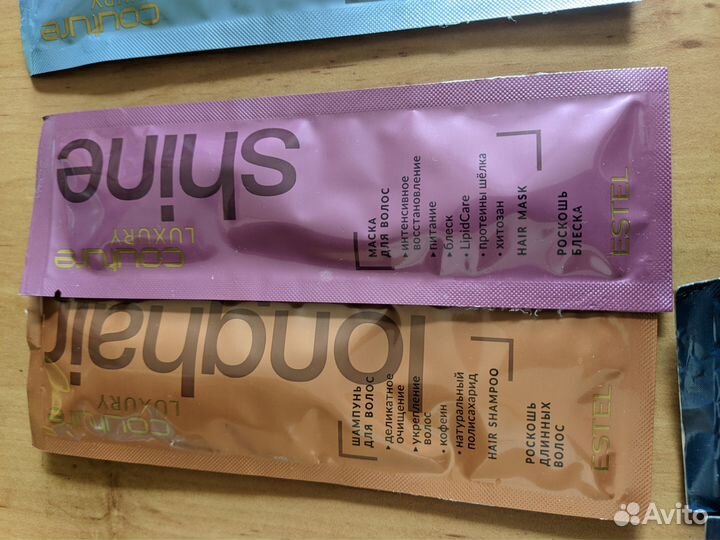 couture
LUXURY
shine
couture
LUXURY
МАСКА
ДЛЯ ВОЛОС
▸интенсивное
восстановление
▸питание
▸блеск
• LipidCare
• протеины шёлка
• хитозан
HAIR MASK
РОСКОШЬ
БЛЕСКА
ESTEL
longhair
couture
LUXURY
ШАМПУНЬ
ДЛЯ ВОЛОС
▸деликатное
очищение
▸укрепление
волос
• кофеин
• натуральный
полисахарид
HAIR SHAMPOO
РОСКОШЬ
ДЛИННЫХ
ВОЛОС
ESTEL
Avito